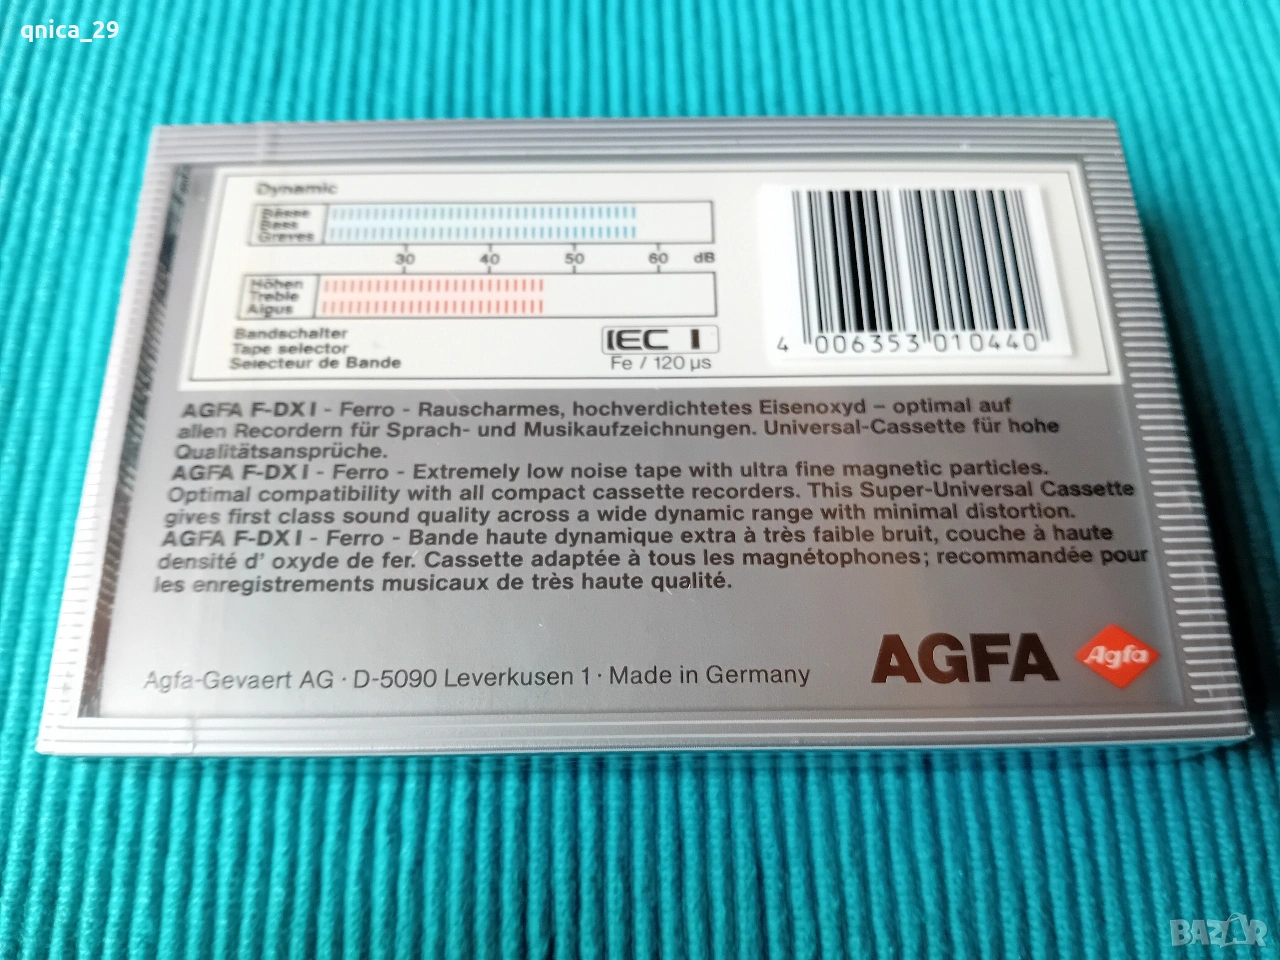 qnica_29
Dynamic
Bässe
Bass
Graves
30 40 50 60 dB
Höhen
Treble
Aigus
Bandschalter
Tape selector
Selecteur de Bande
IEC I
Fe / 120 µs
4 006353 010440
AGFA F-DX I - Ferro - Rauscharmes, hochverdichtetes Eisenoxyd – optimal auf
allen Recordern für Sprach- und Musikaufzeichnungen. Universal-Cassette für hohe
Qualitätsansprüche.
AGFA F-DX I - Ferro - Extremely low noise tape with ultra fine magnetic particles.
Optimal compatibility with all compact cassette recorders. This Super-Universal Cassette
gives first class sound quality across a wide dynamic range with minimal distortion.
AGFA F-DX I - Ferro - Bande haute dynamique extra à très faible bruit, couche à haute
densité d' oxyde de fer. Cassette adaptée à tous les magnétophones; recommandée pour
les enregistrements musicaux de très haute qualité.
Agfa-Gevaert AG · D-5090 Leverkusen 1 · Made in Germany
AGFA
Agfa
BAZAR